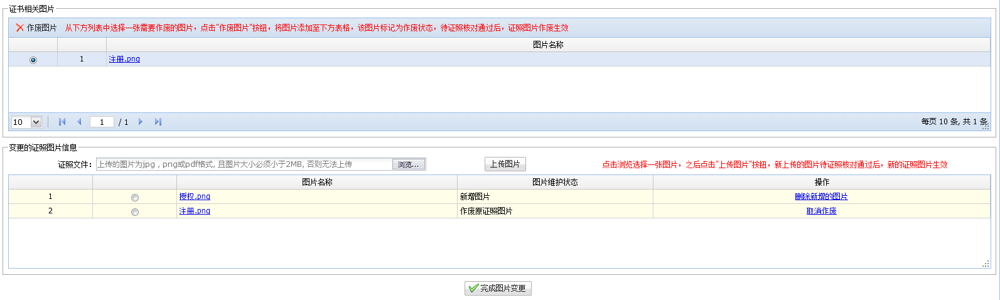 证书相关图片
作废图片 从下方列表中选择一张需要作废的图片，点击"作废图片"按钮，将图片添加至下方表格，该图片标记为作废状态，待证照核对通过后，证照图片作废生效
图片名称
1 注册.png
10 1 / 1 每页 10 条, 共 1 条
变更的证照图片信息
证照文件： 上传的图片为jpg , png或pdf格式, 且图片大小必须小于2MB, 否则无法上传 浏览... 上传图片 点击浏览选择一张图片，之后点击"上传图片"按钮，新上传的图片待证照核对通过后，新的证照图片生效
图片名称 图片维护状态 操作
1 授权.png 新增图片 删除新增的图片
2 注册.png 作废原证照图片 取消作废
完成图片变更